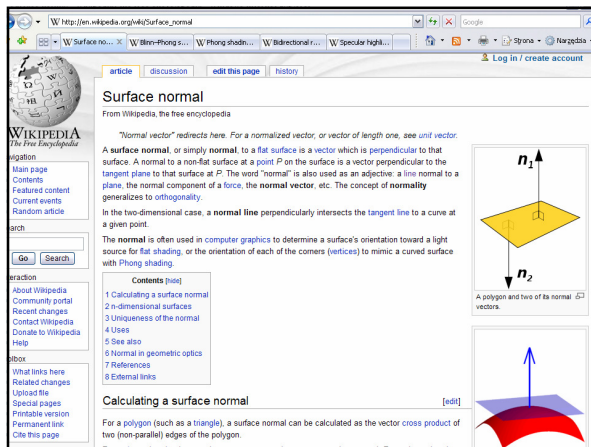 http://en.wikipedia.org/wiki/Surface_normal
Google
Surface no... Blinn–Phong s... Phong shadin... Bidirectional r... Specular highli...
Strona
Narzędzia
Log in / create account
article discussion edit this page history
Surface normal
From Wikipedia, the free encyclopedia
"Normal vector" redirects here. For a normalized vector, or vector of length one, see unit vector.
A surface normal, or simply normal, to a flat surface is a vector which is perpendicular to that
surface. A normal to a non-flat surface at a point P on the surface is a vector perpendicular to the
tangent plane to that surface at P. The word "normal" is also used as an adjective: a line normal to a
plane, the normal component of a force, the normal vector, etc. The concept of normality
generalizes to orthogonality.
In the two-dimensional case, a normal line perpendicularly intersects the tangent line to a curve at
a given point.
The normal is often used in computer graphics to determine a surface's orientation toward a light
source for flat shading, or the orientation of each of the corners (vertices) to mimic a curved surface
with Phong shading.
Contents [hide]
1 Calculating a surface normal
2 n-dimensional surfaces
3 Uniqueness of the normal
4 Uses
5 See also
6 Normal in geometric optics
7 References
8 External links
Calculating a surface normal [edit]
For a polygon (such as a triangle), a surface normal can be calculated as the vector cross product of
two (non-parallel) edges of the polygon.
n1
n2
A polygon and two of its normal
vectors.
WIKIPEDIA
The Free Encyclopedia
vigation
Main page
Contents
Featured content
Current events
Random article
earch
Go Search
teraction
About Wikipedia
Community portal
Recent changes
Contact Wikipedia
Donate to Wikipedia
Help
olbox
What links here
Related changes
Upload file
Special pages
Printable version
Permanent link
Cite this page